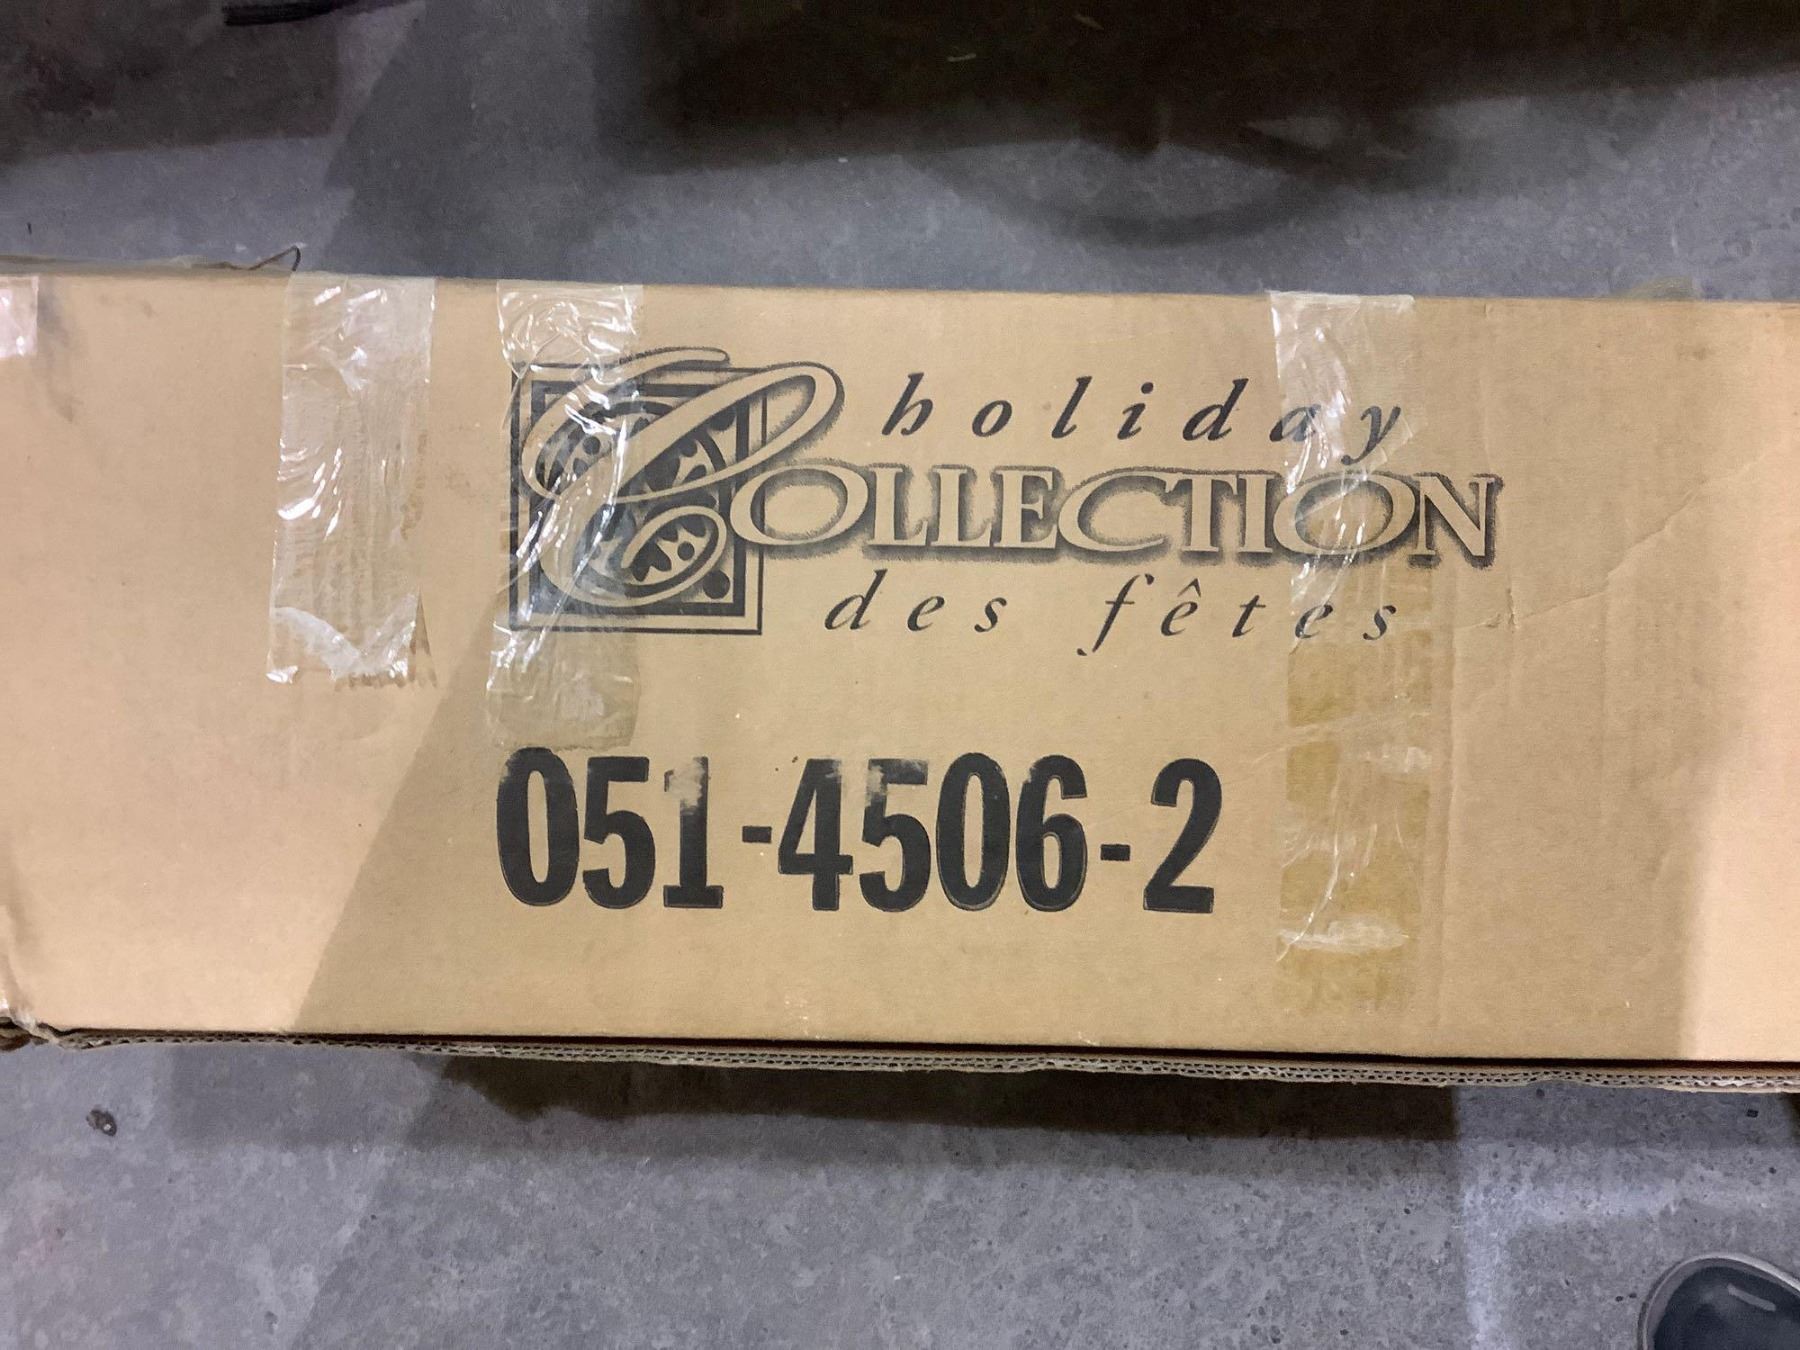 holiday
COLLECTION
des fêtes
051-4506-2